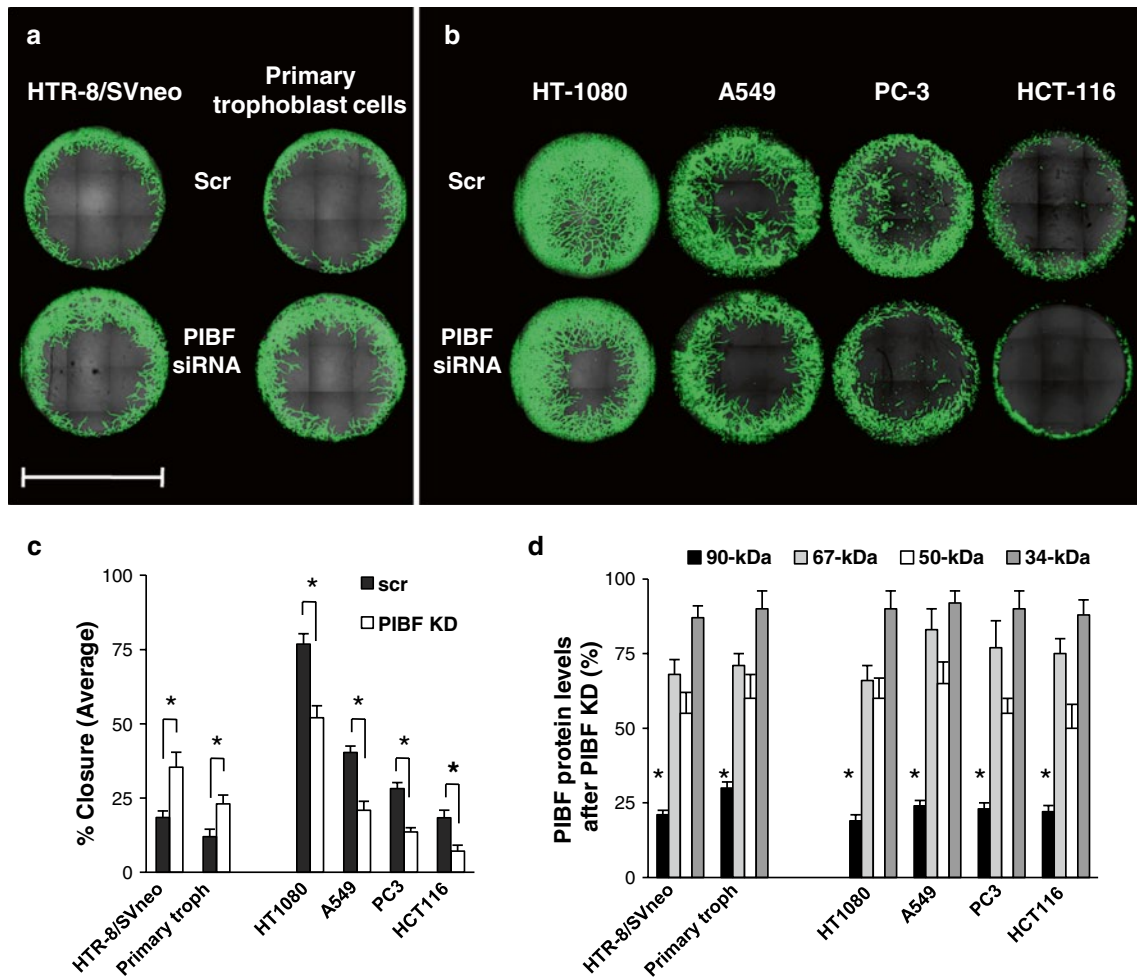 a
HTR-8/SVneo
Primary
trophoblast cells
Scr
PIBF
siRNA
b
HT-1080 A549 PC-3 HCT-116
Scr
PIBF
siRNA
c
% Closure (Average)
100
75
50
25
0
* * * * * *
scr
PIBF KD
HTR-8/SVneo
Primary troph
HT1080
A549
PC3
HCT116
d
90-kDa 67-kDa 50-kDa 34-kDa
PIBF protein levels
after PIBF KD (%)
100
75
50
25
0
* * * * * *
HTR-8/SVneo
Primary troph
HT1080
A549
PC3
HCT116